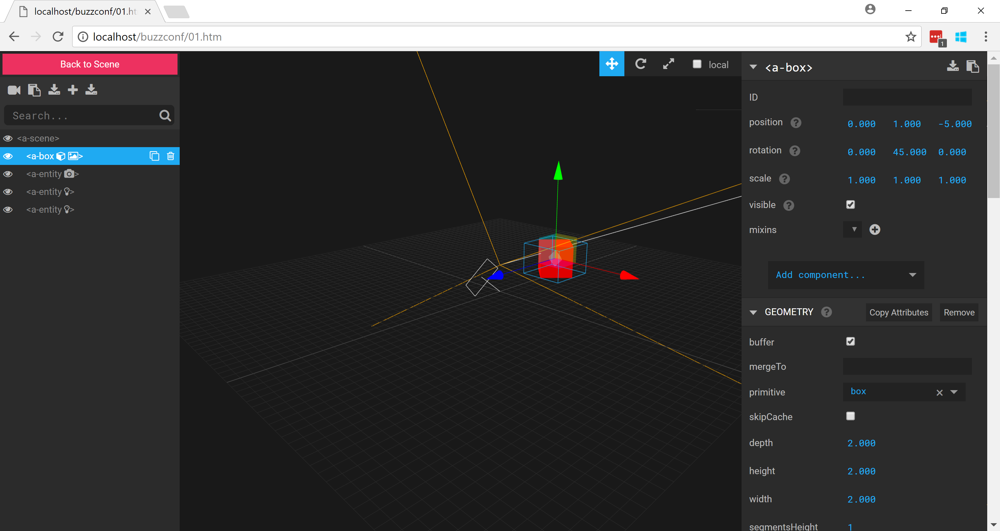 localhost/buzzconf/01.ht
localhost/buzzconf/01.htm
1
Back to Scene
Search...
<a-scene>
<a-box >
<a-entity >
<a-entity >
<a-entity >
local
<a-box>
ID
position ? 0.000 1.000 -5.000
rotation ? 0.000 45.000 0.000
scale ? 1.000 1.000 1.000
visible ?
mixins
Add component...
GEOMETRY ? Copy Attributes Remove
buffer
mergeTo
primitive box
skipCache
depth 2.000
height 2.000
width 2.000
segmentsHeight 1